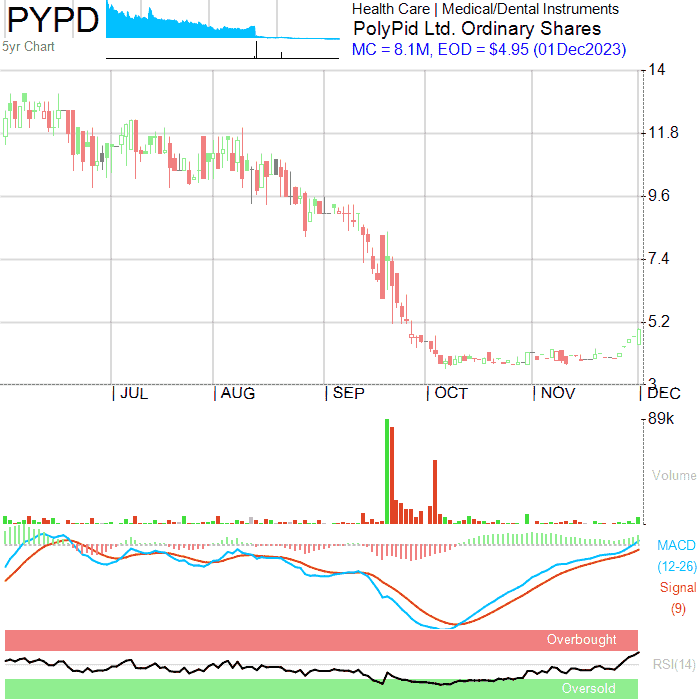 PYPD
5yr Chart
Health Care | Medical/Dental Instruments
PolyPid Ltd. Ordinary Shares
MC = 8.1M, EOD = $4.95 (01Dec2023)
14
11.8
9.6
7.4
5.2
3
JUL
AUG
SEP
OCT
NOV
DEC
89k
Volume
MACD
(12-26)
Signal
(9)
Overbought
RSI(14)
Oversold